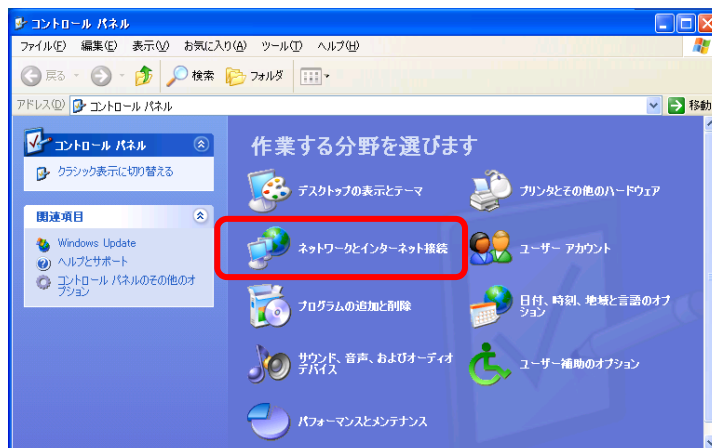 コントロール パネル
ファイル(F) 編集(E) 表示(V) お気に入り(A) ツール(T) ヘルプ(H)
戻る 検索 フォルダ
アドレス(D) コントロール パネル 移動
コントロール パネル
クラシック表示に切り替える
関連項目
Windows Update
ヘルプとサポート
コントロール パネルのその他のオ
プション
作業する分野を選びます
デスクトップの表示とテーマ
プリンタとその他のハードウェア
ネットワークとインターネット接続
ユーザー アカウント
プログラムの追加と削除
日付、時刻、地域と言語のオプ
ション
サウンド、音声、およびオーディオ
デバイス
ユーザー補助のオプション
パフォーマンスとメンテナンス